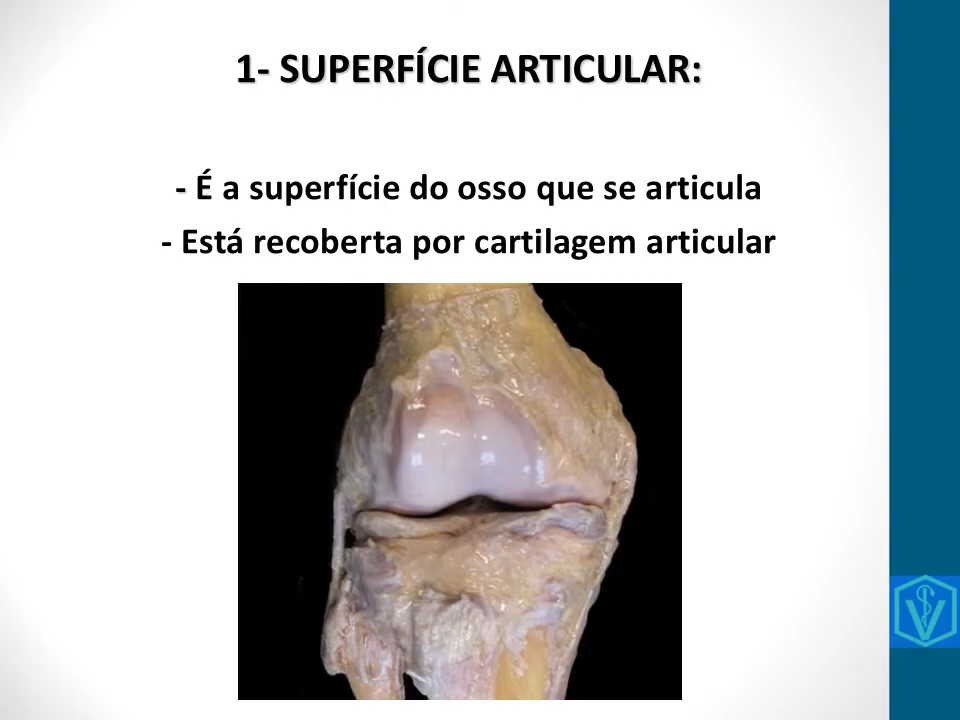 1- SUPERFÍCIE ARTICULAR:
- É a superfície do osso que se articula
- Está recoberta por cartilagem articular